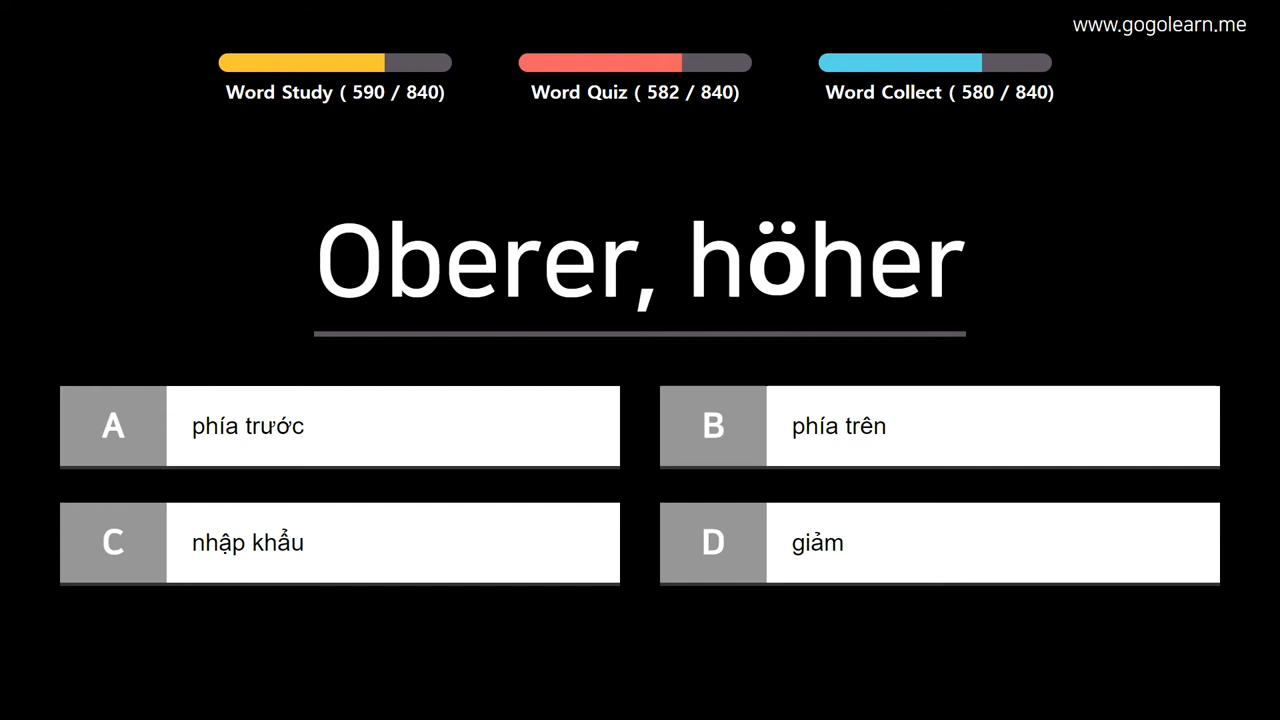 www.gogolearn.me
Word Study ( 590 / 840)
Word Quiz ( 582 / 840)
Word Collect ( 580 / 840)
Oberer, höher
A phía trước
B phía trên
C nhập khẩu
D giảm